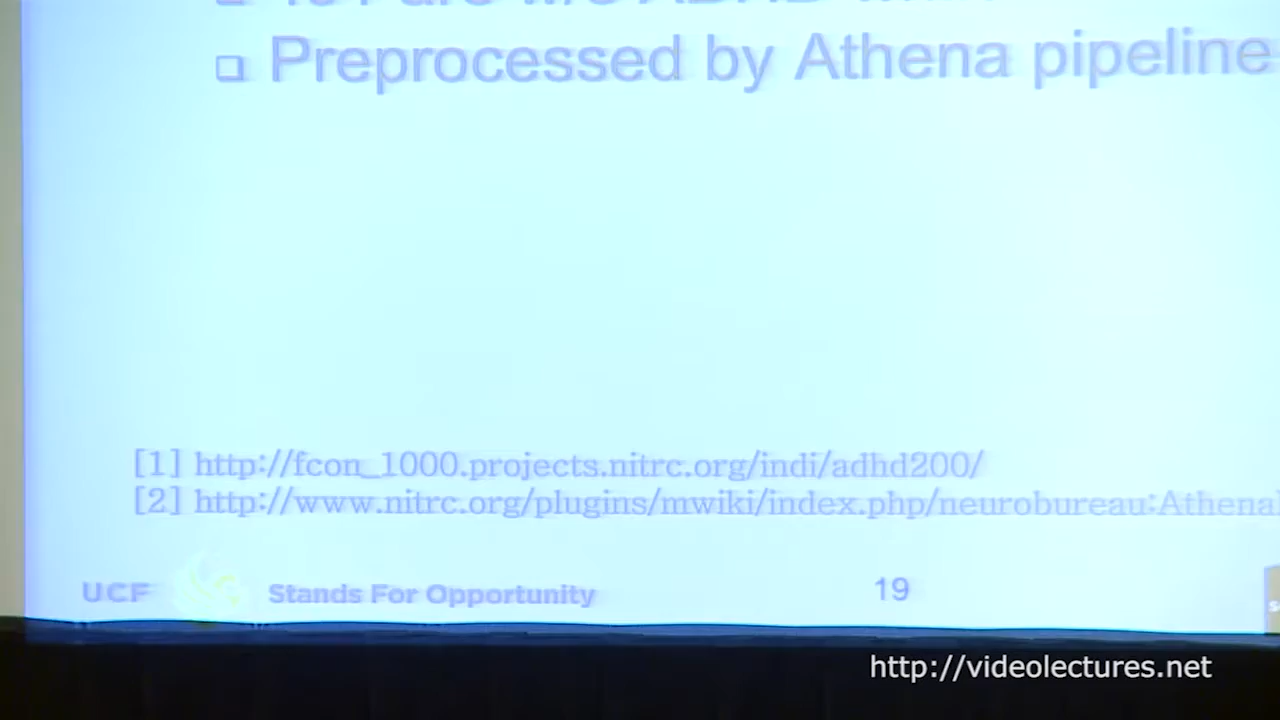 Preprocessed by Athena pipeline
[1] http://fcon_1000.projects.nitrc.org/indi/adhd200/
[2] http://www.nitrc.org/plugins/mwiki/index.php/neurobureau:Athena
UCF Stands For Opportunity 19
http://videolectures.net